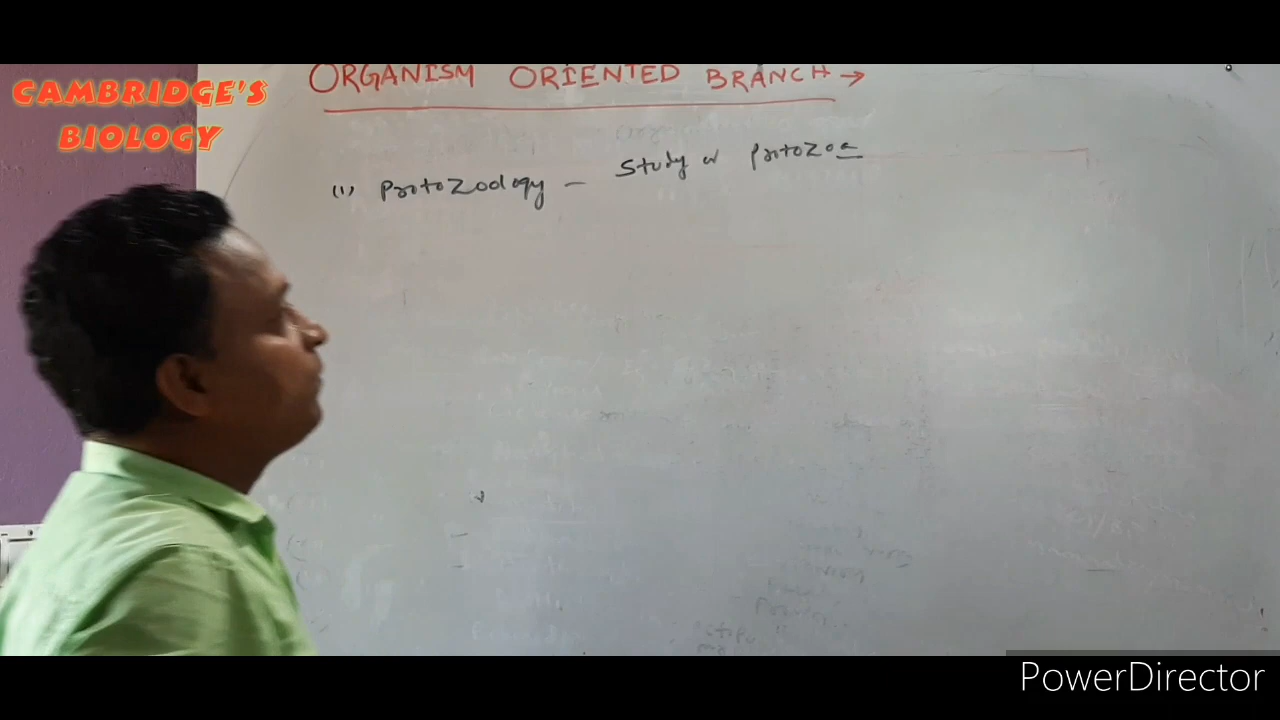 ORGANISM ORIENTED BRANCH →
CAMBRIDGE'S
BIOLOGY
(1) Protozoology — Study of Protozoa
PowerDirector